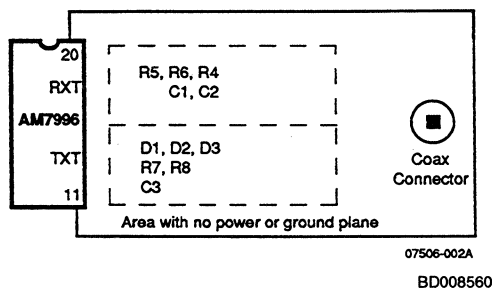 20
RXT
AM7996
TXT
11
R5, R6, R4
C1, C2
D1, D2, D3
R7, R8
C3
Coax
Connector
Area with no power or ground plane
07506-002A
BD008560